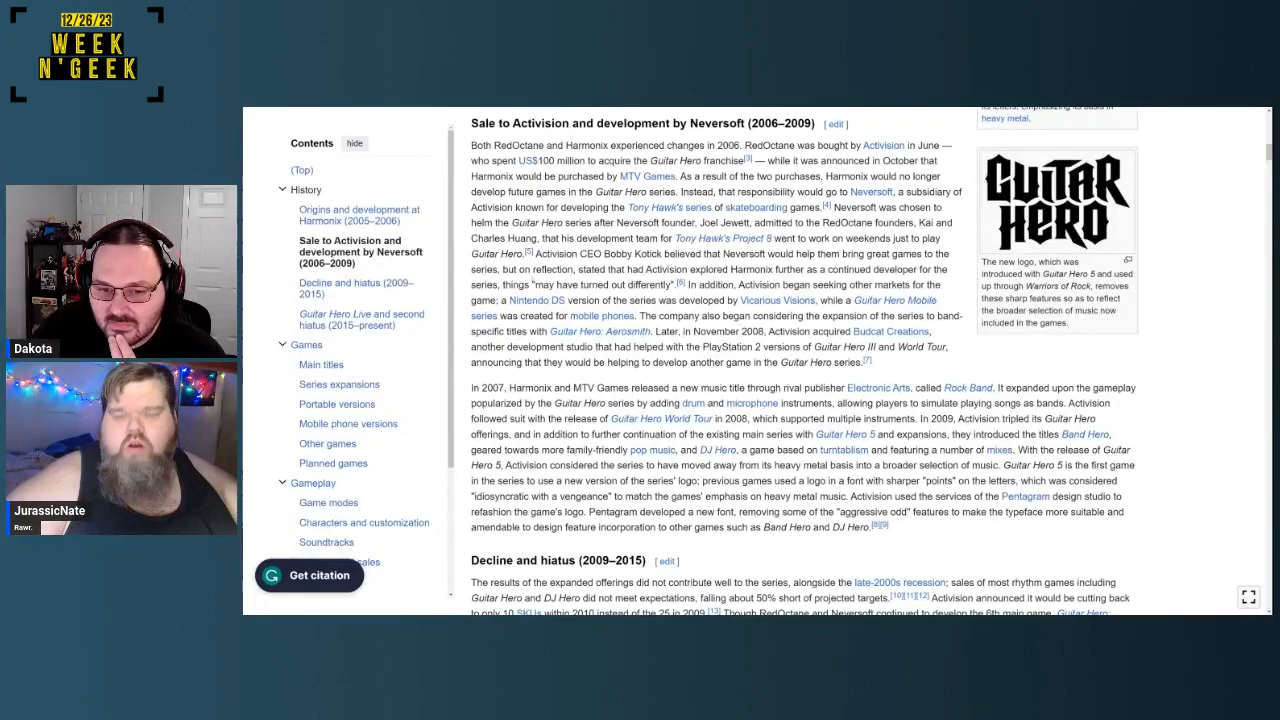 12/26/23
WEEK
N'GEEK
Dakota
JurassicNate
Rawr.
Contents hide
(Top)
History
Origins and development at
Harmonix (2005–2006)
Sale to Activision and
development by Neversoft
(2006–2009)
Decline and hiatus (2009–
2015)
Guitar Hero Live and second
hiatus (2015–present)
Games
Main titles
Series expansions
Portable versions
Mobile phone versions
Other games
Planned games
Gameplay
Game modes
Characters and customization
Soundtracks
sales
Get citation
Sale to Activision and development by Neversoft (2006–2009) [ edit ]
Both RedOctane and Harmonix experienced changes in 2006. RedOctane was bought by Activision in June —
who spent US$100 million to acquire the Guitar Hero franchise[3] — while it was announced in October that
Harmonix would be purchased by MTV Games. As a result of the two purchases, Harmonix would no longer
develop future games in the Guitar Hero series. Instead, that responsibility would go to Neversoft, a subsidiary of
Activision known for developing the Tony Hawk's series of skateboarding games.[4] Neversoft was chosen to
helm the Guitar Hero series after Neversoft founder, Joel Jewett, admitted to the RedOctane founders, Kai and
Charles Huang, that his development team for Tony Hawk's Project 8 went to work on weekends just to play
Guitar Hero.[5] Activision CEO Bobby Kotick believed that Neversoft would help them bring great games to the
series, but on reflection, stated that had Activision explored Harmonix further as a continued developer for the
series, things "may have turned out differently".[6] In addition, Activision began seeking other markets for the
game; a Nintendo DS version of the series was developed by Vicarious Visions, while a Guitar Hero Mobile
series was created for mobile phones. The company also began considering the expansion of the series to band-
specific titles with Guitar Hero: Aerosmith. Later, in November 2008, Activision acquired Budcat Creations,
another development studio that had helped with the PlayStation 2 versions of Guitar Hero III and World Tour,
announcing that they would be helping to develop another game in the Guitar Hero series.[7]
its letters, emphasizing its basis in
heavy metal.
GUITAR
HERO
The new logo, which was
introduced with Guitar Hero 5 and used
up through Warriors of Rock, removes
these sharp features so as to reflect
the broader selection of music now
included in the games.
In 2007, Harmonix and MTV Games released a new music title through rival publisher Electronic Arts, called Rock Band. It expanded upon the gameplay
popularized by the Guitar Hero series by adding drum and microphone instruments, allowing players to simulate playing songs as bands. Activision
followed suit with the release of Guitar Hero World Tour in 2008, which supported multiple instruments. In 2009, Activision tripled its Guitar Hero
offerings, and in addition to further continuation of the existing main series with Guitar Hero 5 and expansions, they introduced the titles Band Hero,
geared towards more family-friendly pop music, and DJ Hero, a game based on turntablism and featuring a number of mixes. With the release of Guitar
Hero 5, Activision considered the series to have moved away from its heavy metal basis into a broader selection of music. Guitar Hero 5 is the first game
in the series to use a new version of the series' logo; previous games used a logo in a font with sharper "points" on the letters, which was considered
"idiosyncratic with a vengeance" to match the games' emphasis on heavy metal music. Activision used the services of the Pentagram design studio to
refashion the game's logo. Pentagram developed a new font, removing some of the "aggressive odd" features to make the typeface more suitable and
amendable to design feature incorporation to other games such as Band Hero and DJ Hero.[8][9]
Decline and hiatus (2009–2015) [ edit ]
The results of the expanded offerings did not contribute well to the series, alongside the late-2000s recession; sales of most rhythm games including
Guitar Hero and DJ Hero did not meet expectations, falling about 50% short of projected targets.[10][11][12] Activision announced it would be cutting back
to only 10 SKUs within 2010 instead of the 25 in 2009.[13] Though RedOctane and Neversoft continued to develop the 6th main game, Guitar Hero: